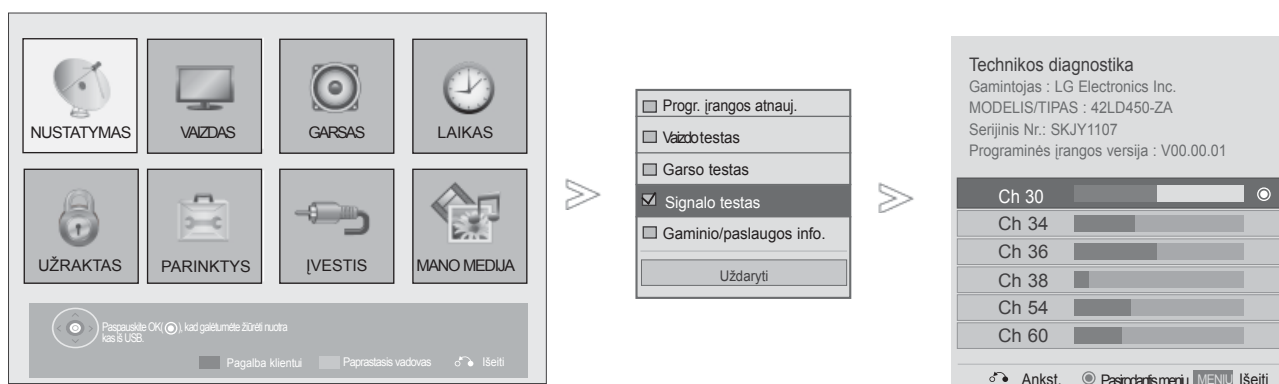 NUSTATYMAS
VAIZDAS
GARSAS
LAIKAS
UŽRAKTAS
PARINKTYS
ĮVESTIS
MANO MEDIJA
Paspauskite OK( ), kad galėtumėte žiūrėti nuotra
kas iš USB.
Pagalba klientui
Paprastasis vadovas
Išeiti
Progr. įrangos atnauj.
Vaizdo testas
Garso testas
Signalo testas
Gaminio/paslaugos info.
Uždaryti
Technikos diagnostika
Gamintojas : LG Electronics Inc.
MODELIS/TIPAS : 42LD450-ZA
Serijinis Nr.: SKJY1107
Programinės įrangos versija : V00.00.01
Ch 30
Ch 34
Ch 36
Ch 38
Ch 54
Ch 60
Ankst.
Pasirodantis meniu
MENIU Išeiti